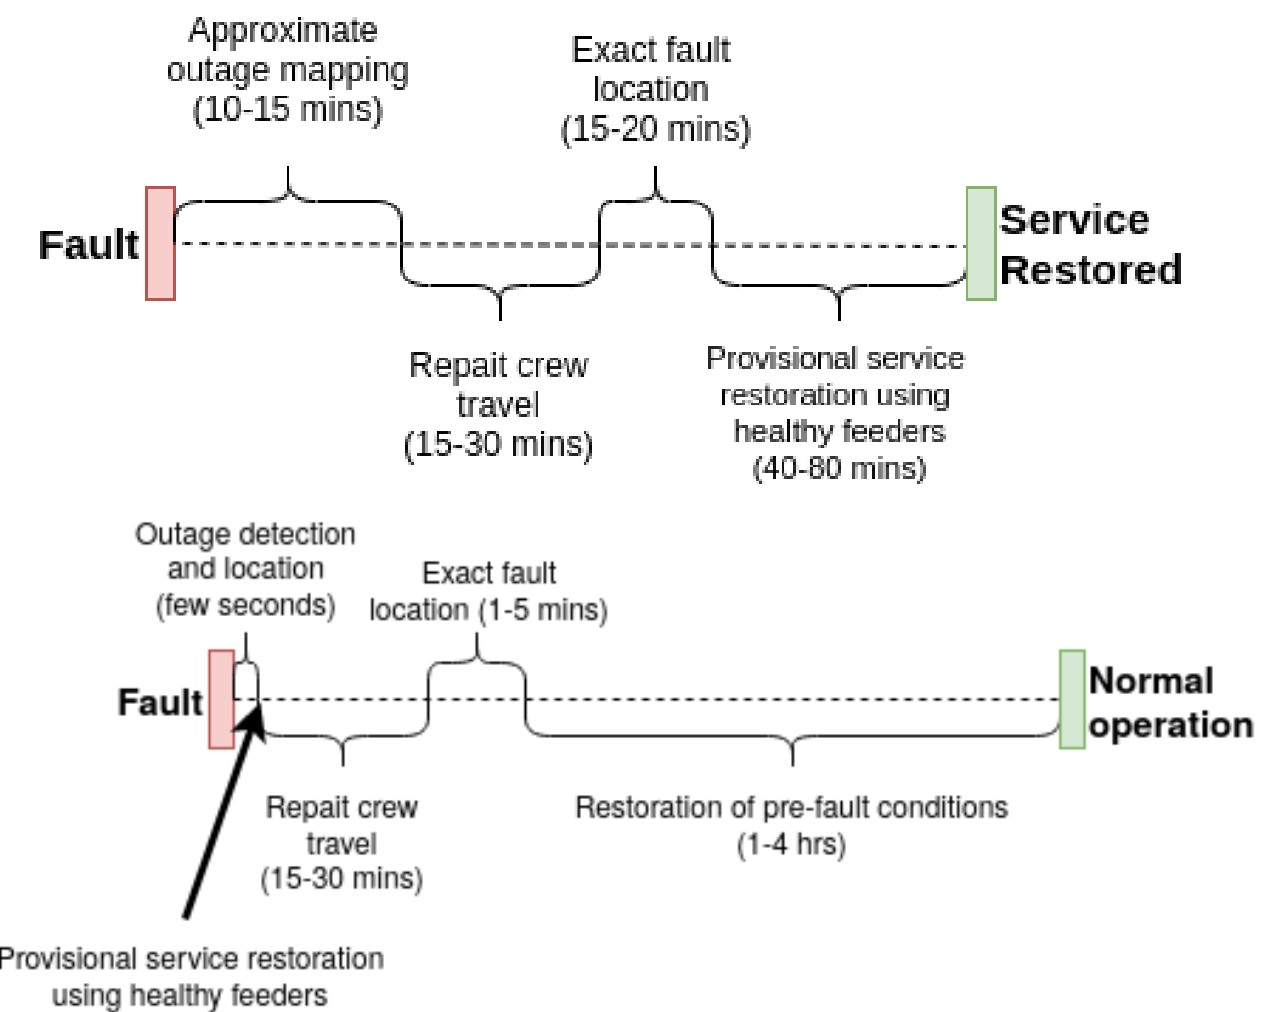 Approximate
outage mapping
(10-15 mins)
Exact fault
location
(15-20 mins)
Fault
Service
Restored
Repait crew
travel
(15-30 mins)
Provisional service
restoration using
healthy feeders
(40-80 mins)
Outage detection
and location
(few seconds)
Exact fault
location (1-5 mins)
Fault
Normal
operation
Repait crew
travel
(15-30 mins)
Restoration of pre-fault conditions
(1-4 hrs)
Provisional service restoration
using healthy feeders